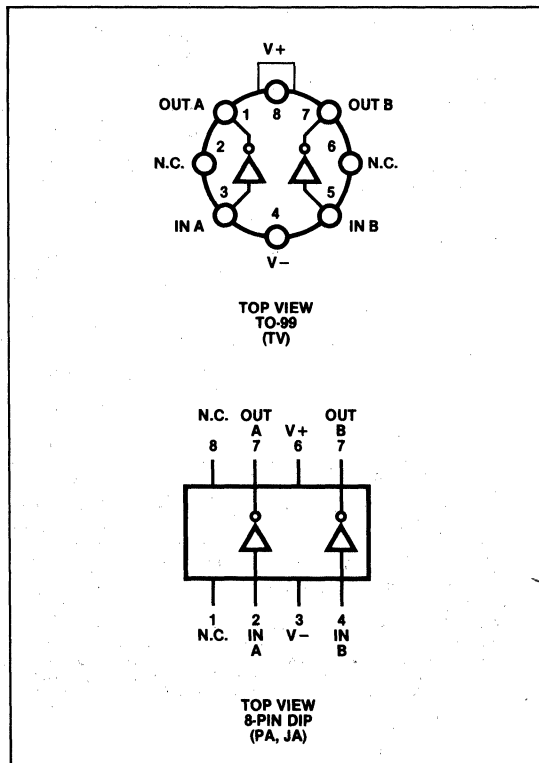 V+
OUT A 1 8 7 OUT B
N.C. 2 6 N.C.
3 4 5
IN A IN B
V–
TOP VIEW
TO-99
(TV)
N.C. OUT OUT
A V+ B
8 7 6 7
1 2 3 4
N.C. IN V– IN
A B
TOP VIEW
8-PIN DIP
(PA, JA)